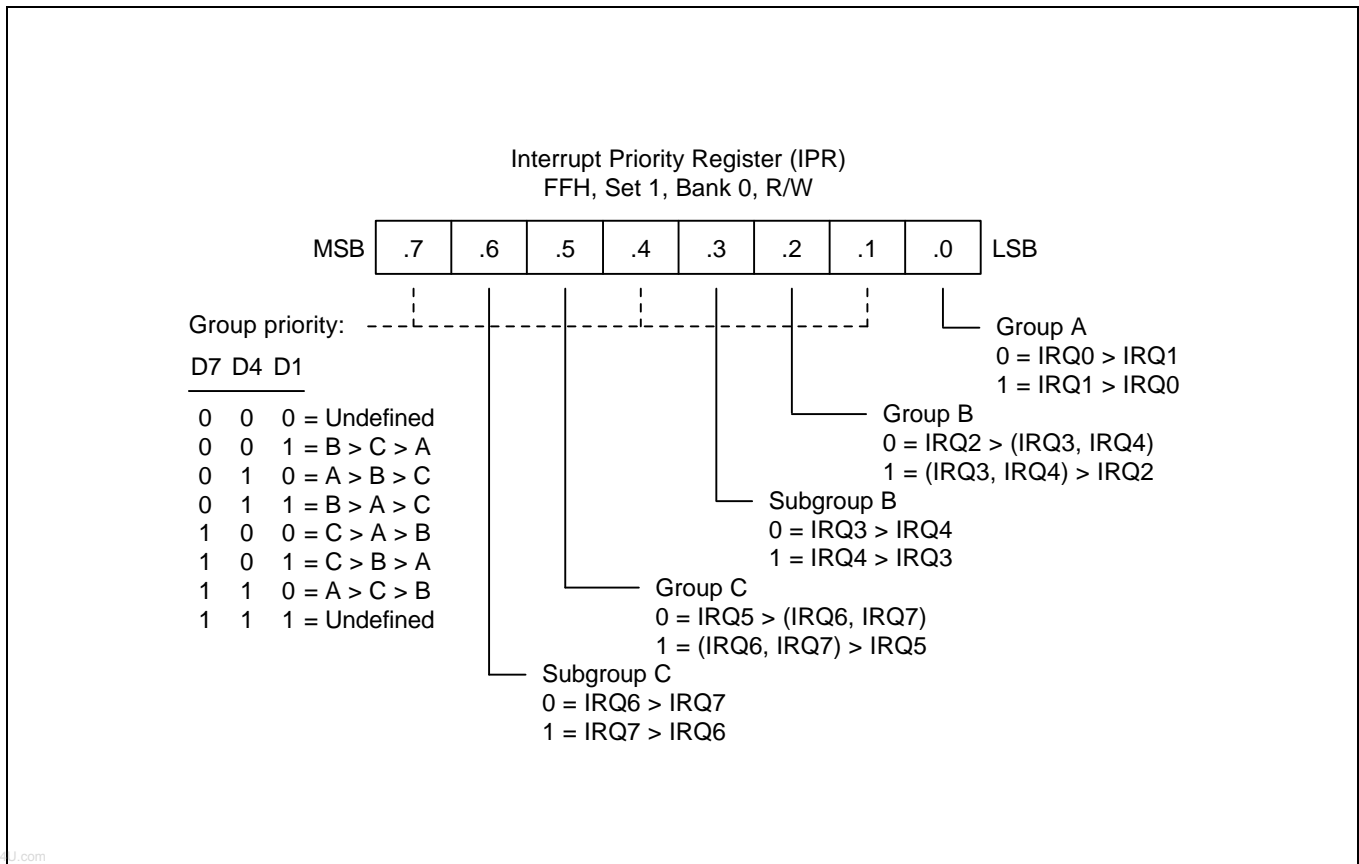 Interrupt Priority Register (IPR)
FFH, Set 1, Bank 0, R/W
MSB .7 .6 .5 .4 .3 .2 .1 .0 LSB
Group priority:
D7 D4 D1
0 0 0 = Undefined
0 0 1 = B > C > A
0 1 0 = A > B > C
0 1 1 = B > A > C
1 0 0 = C > A > B
1 0 1 = C > B > A
1 1 0 = A > C > B
1 1 1 = Undefined
Group A
0 = IRQ0 > IRQ1
1 = IRQ1 > IRQ0
Group B
0 = IRQ2 > (IRQ3, IRQ4)
1 = (IRQ3, IRQ4) > IRQ2
Subgroup B
0 = IRQ3 > IRQ4
1 = IRQ4 > IRQ3
Group C
0 = IRQ5 > (IRQ6, IRQ7)
1 = (IRQ6, IRQ7) > IRQ5
Subgroup C
0 = IRQ6 > IRQ7
1 = IRQ7 > IRQ6
4U.com